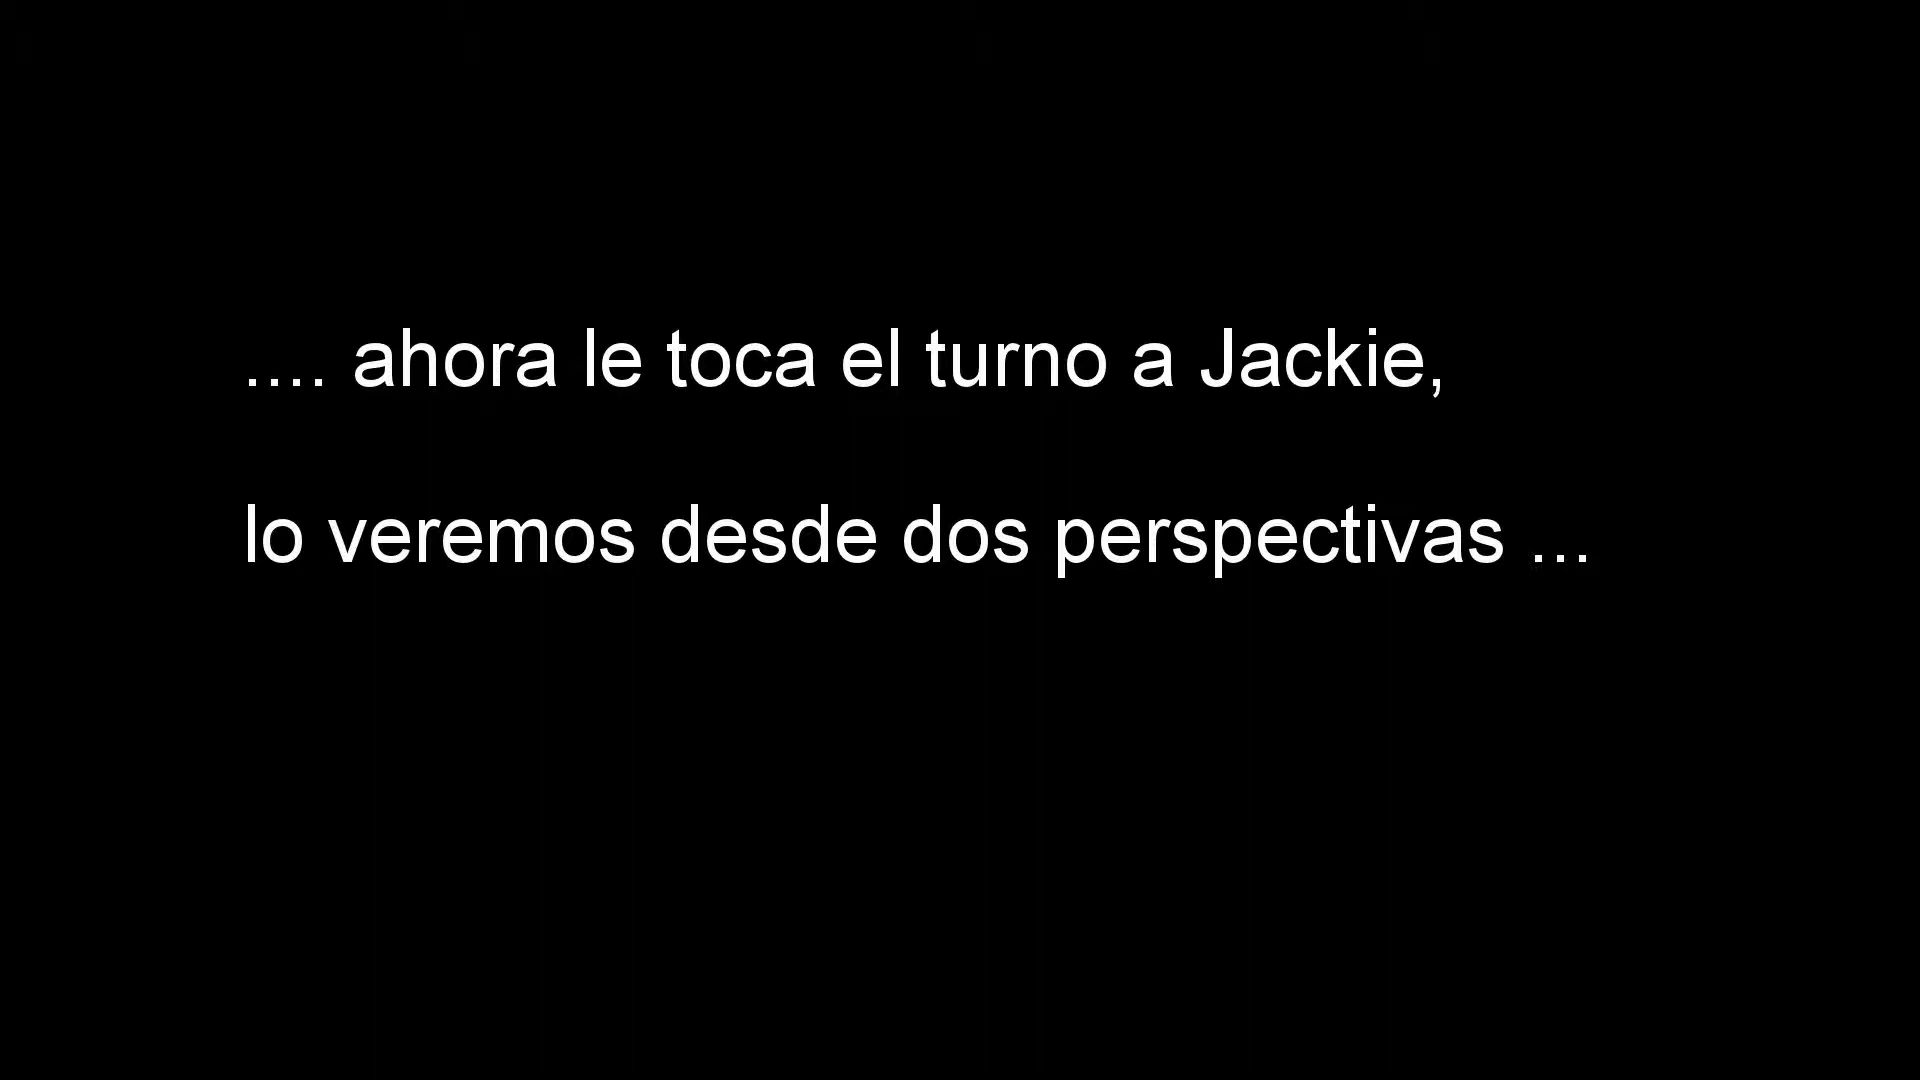 .... ahora le toca el turno a Jackie,
lo veremos desde dos perspectivas ...